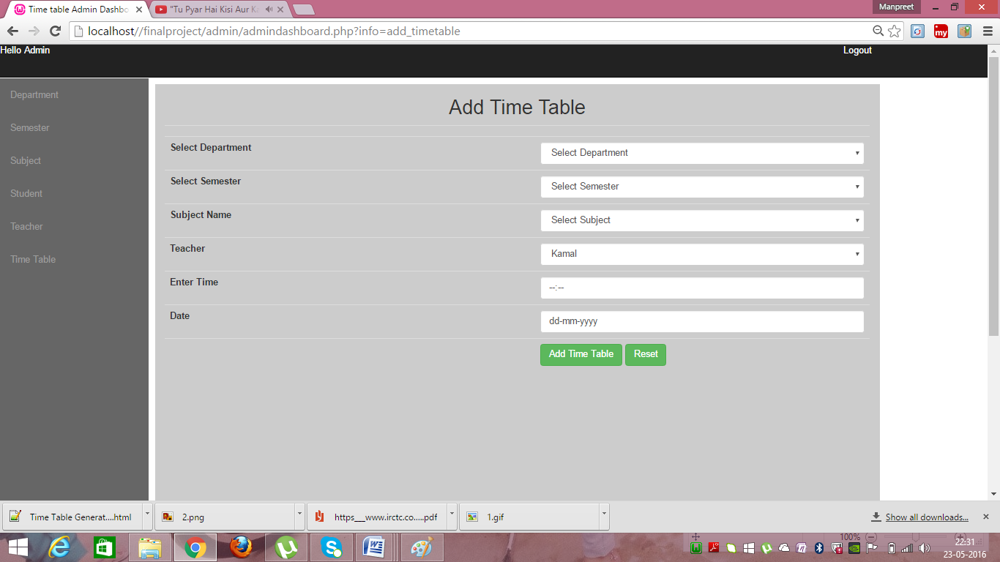 Time table Admin Dashbo
"Tu Pyar Hai Kisi Aur Ka
Manpreet
localhost//finalproject/admin/admindashboard.php?info=add_timetable
my
Hello Admin
Logout
Department
Semester
Subject
Student
Teacher
Time Table
Add Time Table
Select Department
Select Department
Select Semester
Select Semester
Subject Name
Select Subject
Teacher
Kamal
Enter Time
--:--
Date
dd-mm-yyyy
Add Time Table
Reset
Time Table Generat....html
2.png
https___www.irctc.co.....pdf
1.gif
Show all downloads...
100%
22:31
23-05-2016